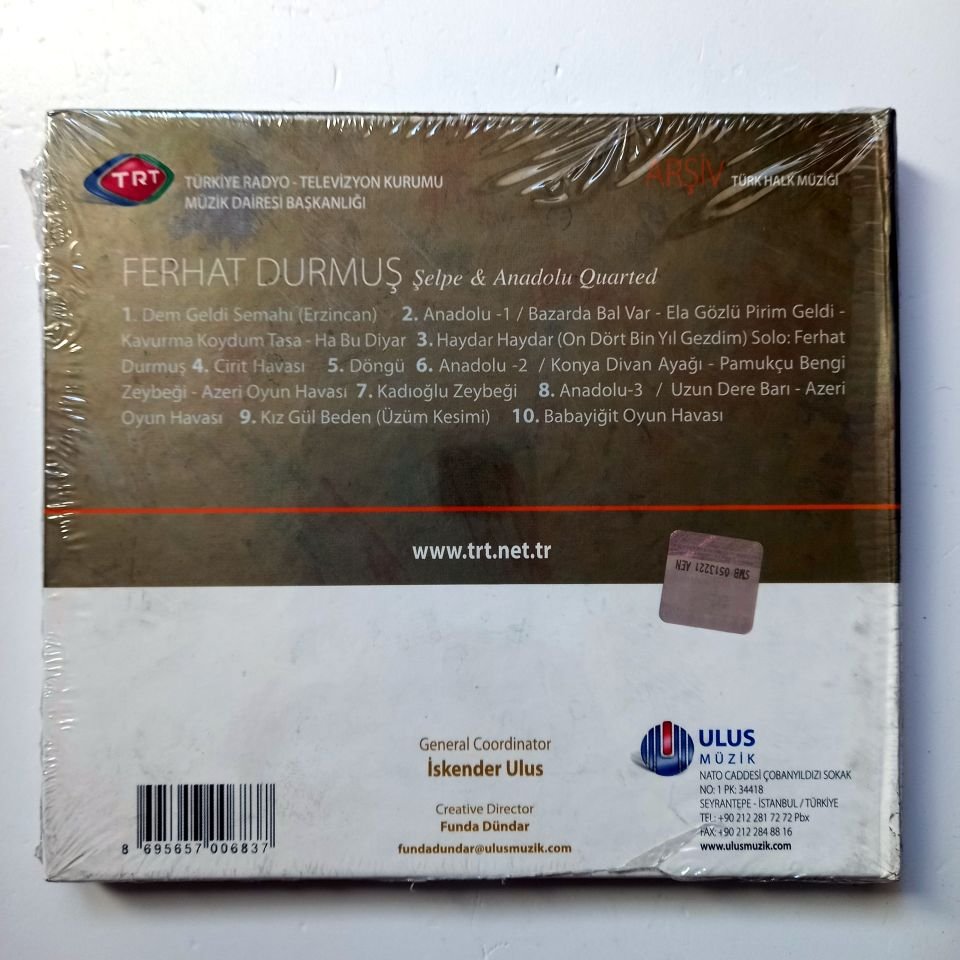 TRT
TÜRKİYE RADYO - TELEVİZYON KURUMU
MÜZİK DAİRESİ BAŞKANLIĞI
ARŞİV TÜRK HALK MÜZİĞİ
FERHAT DURMUŞ Şelpe & Anadolu Quarted
1. Dem Geldi Semahı (Erzincan) 2. Anadolu -1 / Bazarda Bal Var - Ela Gözlü Pirim Geldi -
Kavurma Koydum Tasa - Ha Bu Diyar 3. Haydar Haydar (On Dört Bin Yıl Gezdim) Solo: Ferhat
Durmuş 4. Cirit Havası 5. Döngü 6. Anadolu -2 / Konya Divan Ayağı - Pamukçu Bengi
Zeybeği - Azeri Oyun Havası 7. Kadıoğlu Zeybeği 8. Anadolu-3 / Uzun Dere Barı - Azeri
Oyun Havası 9. Kız Gül Beden (Üzüm Kesimi) 10. Babayiğit Oyun Havası
www.trt.net.tr
SMB 0513221 AEN
General Coordinator
İskender Ulus
Creative Director
Funda Dündar
fundadundar@ulusmuzik.com
ULUS
MÜZİK
NATO CADDESİ ÇOBANYILDIZI SOKAK
NO: 1 PK: 34418
SEYRANTEPE - İSTANBUL / TÜRKİYE
TEL: +90 212 281 72 72 Pbx
FAX: +90 212 284 88 16
www.ulusmuzik.com
8 695657 006837